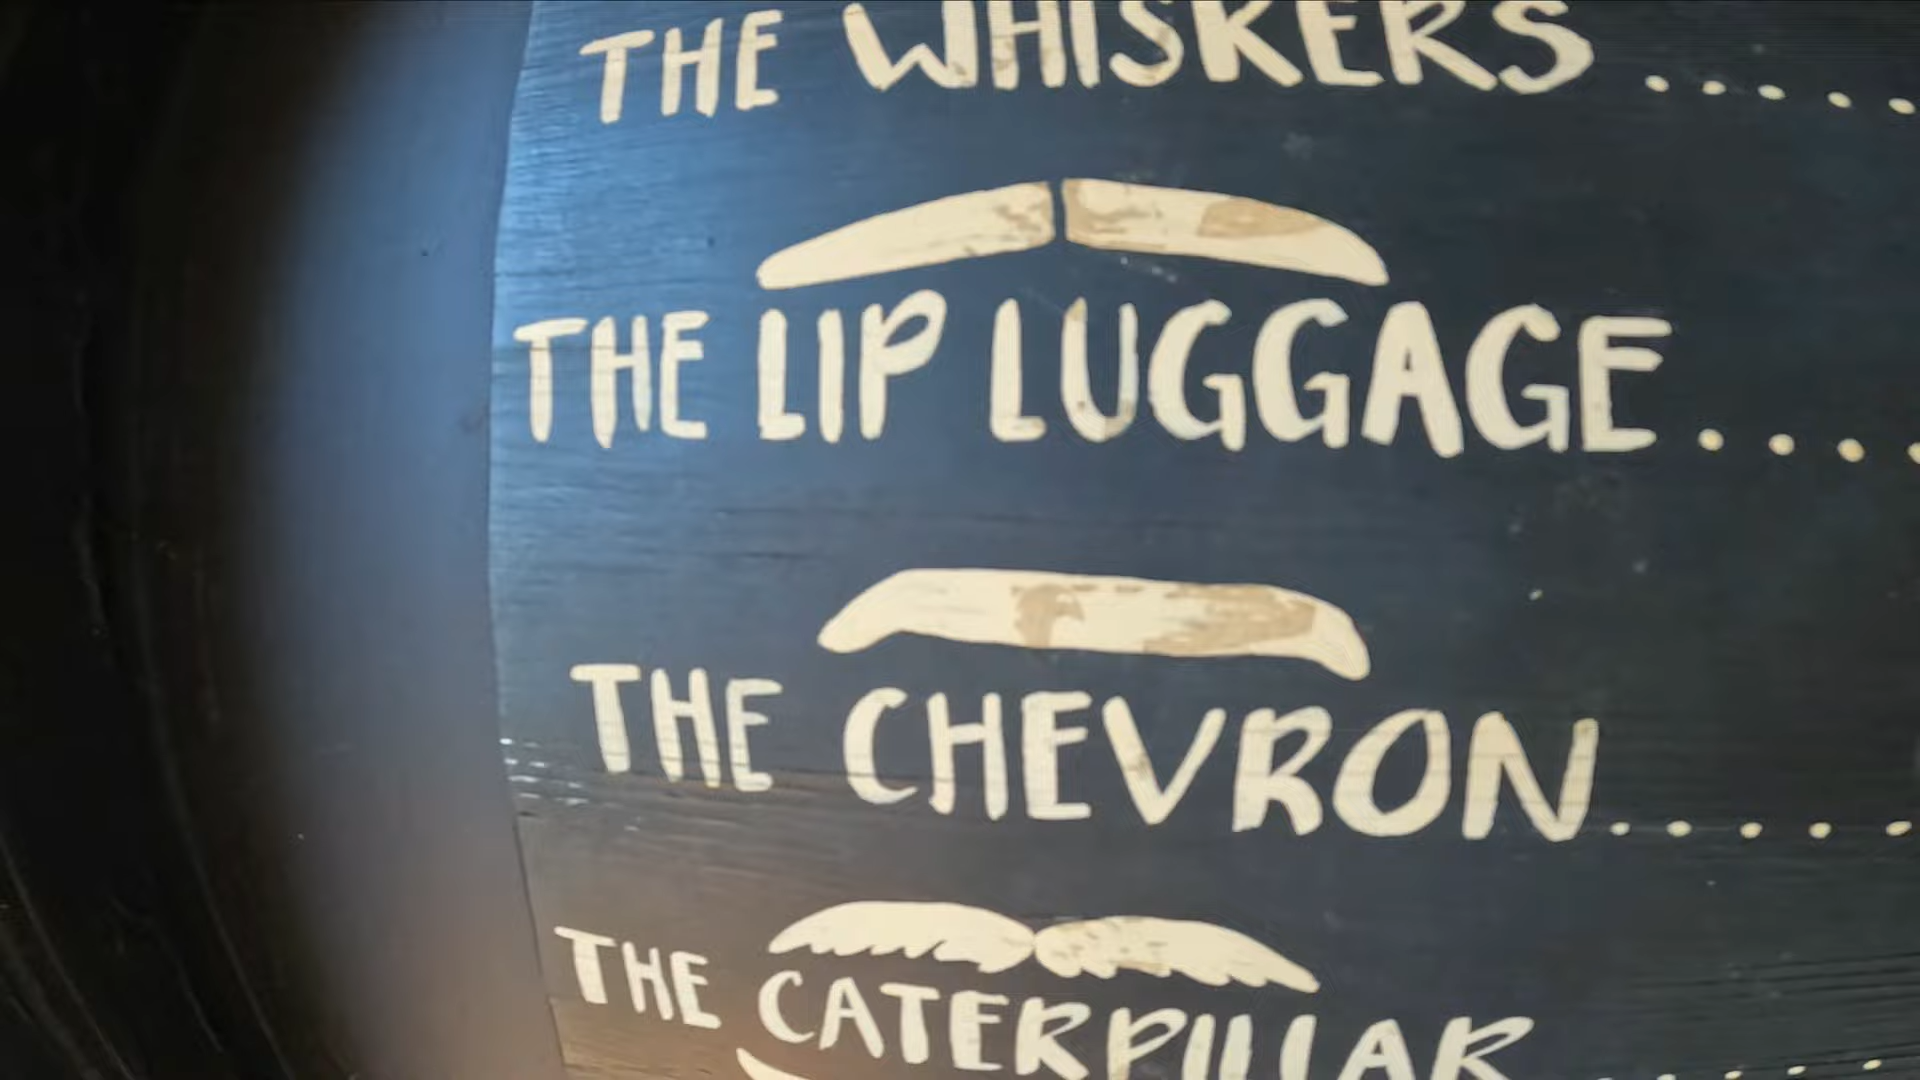 THE WHISKERS .....
THE LIP LUGGAGE ....
THE CHEVRON .....
THE CATERPILLAR .....